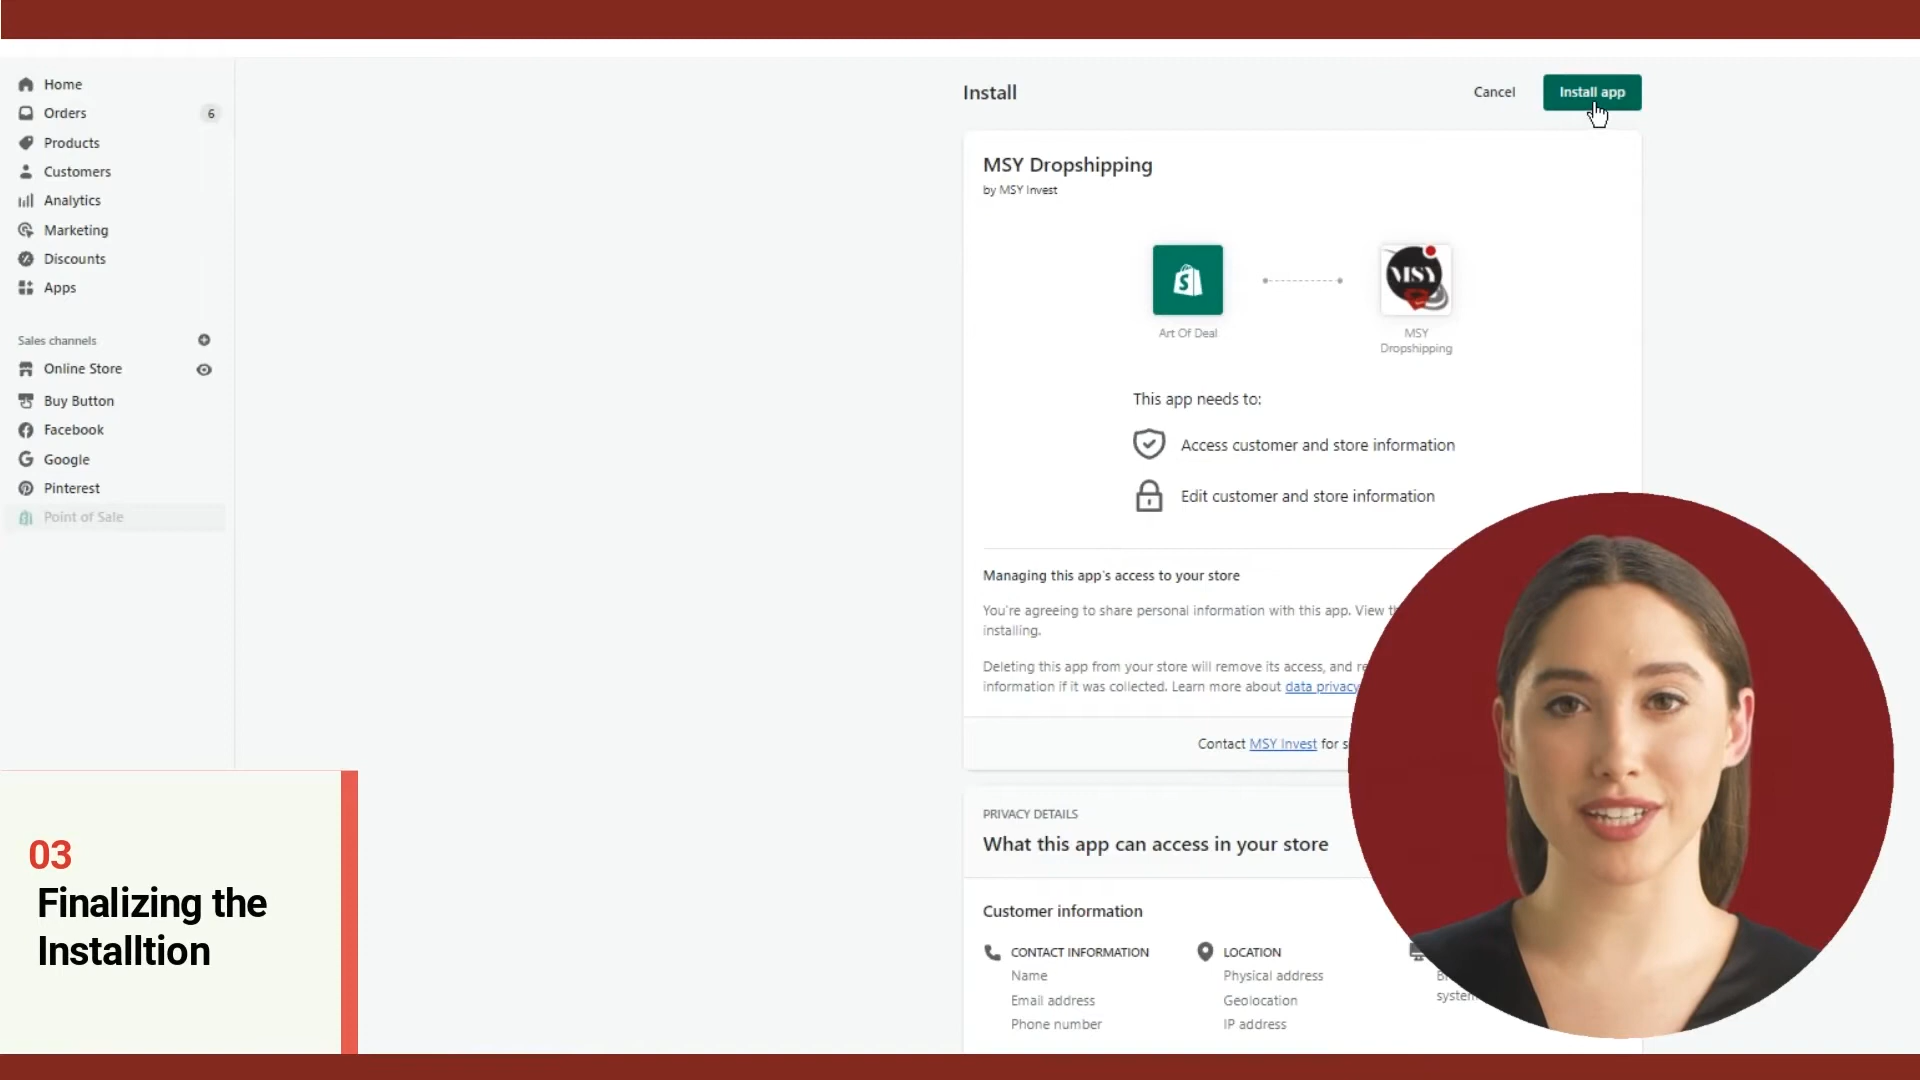 Home
Orders 6
Products
Customers
Analytics
Marketing
Discounts
Apps
Sales channels
Online Store
Buy Button
Facebook
Google
Pinterest
Point of Sale
03
Finalizing the
Installtion
Install
Cancel
Install app
MSY Dropshipping
by MSY Invest
MSY
Art Of Deal
MSY
Dropshipping
This app needs to:
Access customer and store information
Edit customer and store information
Managing this app's access to your store
You're agreeing to share personal information with this app. View
installing.
Deleting this app from your store will remove its access, and
information if it was collected. Learn more about data privacy
Contact MSY Invest for
PRIVACY DETAILS
What this app can access in your store
Customer information
CONTACT INFORMATION
Name
Email address
Phone number
LOCATION
Physical address
Geolocation
IP address
system